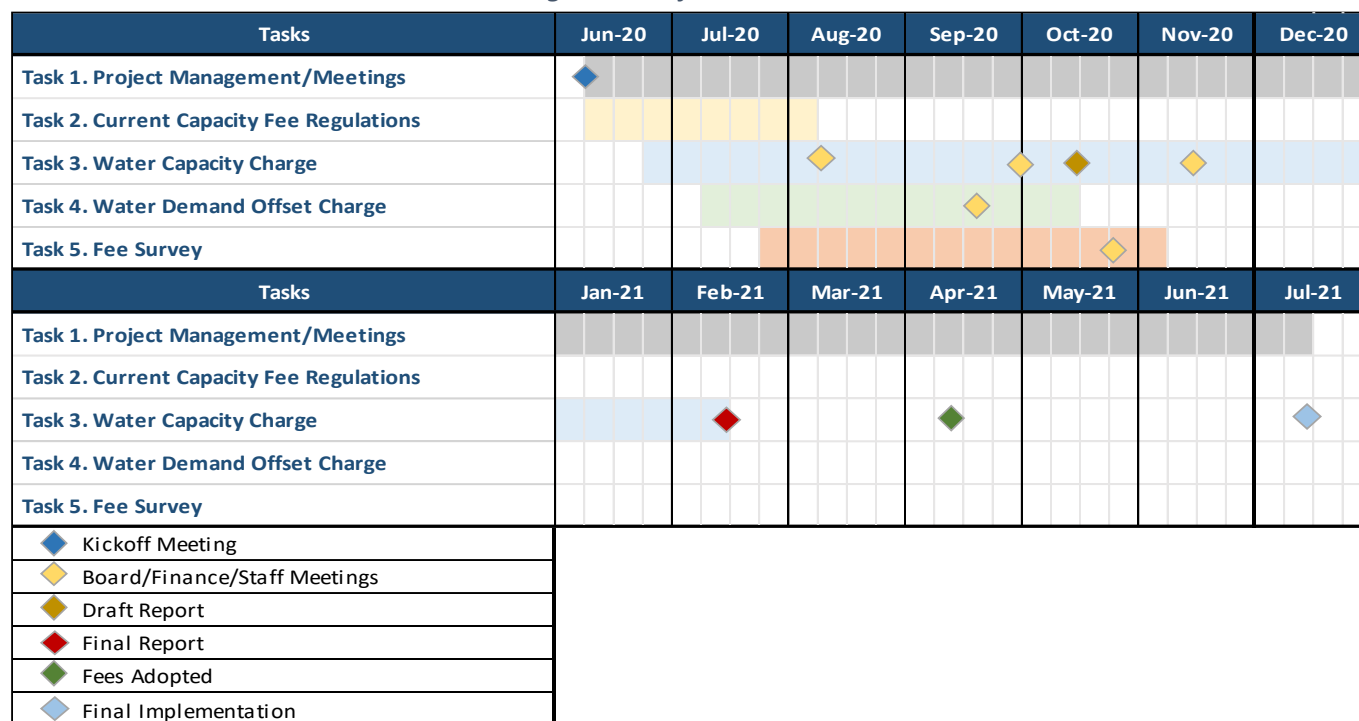 Tasks Jun-20 Jul-20 Aug-20 Sep-20 Oct-20 Nov-20 Dec-20
Task 1. Project Management/Meetings
Task 2. Current Capacity Fee Regulations
Task 3. Water Capacity Charge
Task 4. Water Demand Offset Charge
Task 5. Fee Survey
Tasks Jan-21 Feb-21 Mar-21 Apr-21 May-21 Jun-21 Jul-21
Task 1. Project Management/Meetings
Task 2. Current Capacity Fee Regulations
Task 3. Water Capacity Charge
Task 4. Water Demand Offset Charge
Task 5. Fee Survey
Kickoff Meeting
Board/Finance/Staff Meetings
Draft Report
Final Report
Fees Adopted
Final Implementation